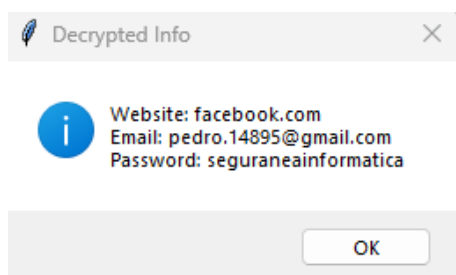 Decrypted Info
Website: facebook.com
Email: pedro.14895@gmail.com
Password: seguraneainformatica
OK